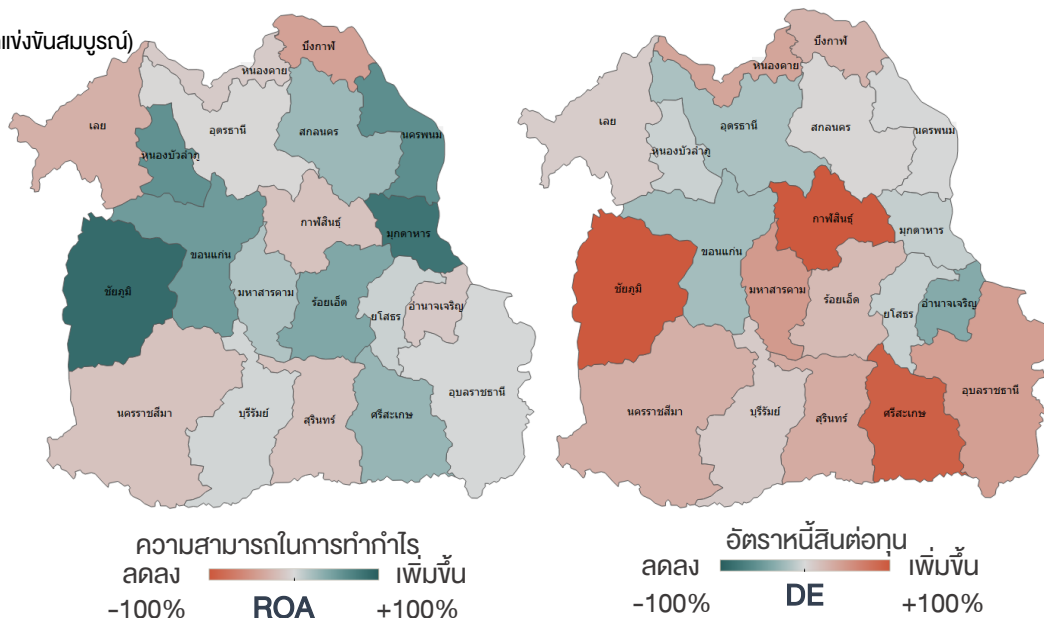 แข่งขันสมบูรณ์)
บึงกาฬ
หนองคาย
เลย
อุดรธานี
สกลนคร
นครพนม
หนองบัวลำภู
กาฬสินธุ์
มุกดาหาร
ขอนแก่น
ชัยภูมิ
มหาสารคาม
ร้อยเอ็ด
ยโสธร
อำนาจเจริญ
อุบลราชธานี
นครราชสีมา
บุรีรัมย์
สุรินทร์
ศรีสะเกษ
ความสามารถในการทำกำไร
ลดลง
เพิ่มขึ้น
-100%
ROA
+100%
บึงกาฬ
หนองคาย
เลย
อุดรธานี
สกลนคร
นครพนม
หนองบัวลำภู
กาฬสินธุ์
มุกดาหาร
ขอนแก่น
ชัยภูมิ
มหาสารคาม
ร้อยเอ็ด
ยโสธร
อำนาจเจริญ
อุบลราชธานี
นครราชสีมา
บุรีรัมย์
สุรินทร์
ศรีสะเกษ
อัตราหนี้สินต่อทุน
ลดลง
เพิ่มขึ้น
-100%
DE
+100%